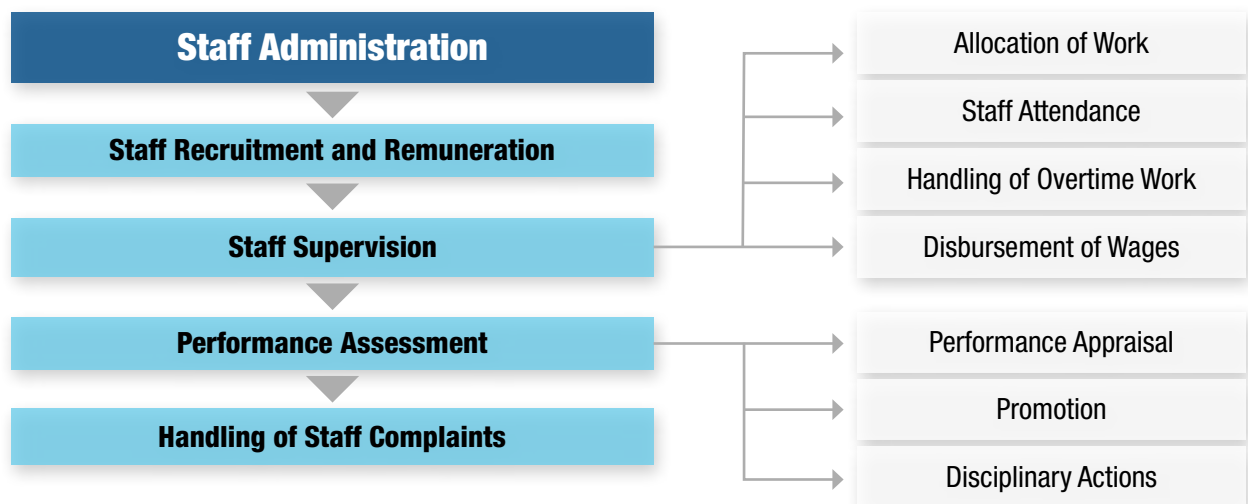 Staff Administration
Staff Recruitment and Remuneration
Staff Supervision
Performance Assessment
Handling of Staff Complaints
Allocation of Work
Staff Attendance
Handling of Overtime Work
Disbursement of Wages
Performance Appraisal
Promotion
Disciplinary Actions